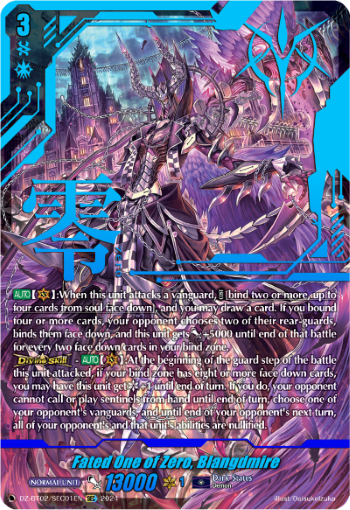 3
零
AUTO【】:When this unit attacks a vanguard, bind two or more, up to
four cards from soul face down], and you may draw a card. If you bound
four or more cards, your opponent chooses two of their rear-guards,
binds them face down, and this unit gets +5000 until end of that battle
for every two face down cards in your bind zone.
Divine Skill - AUTO【】:At the beginning of the guard step of the battle
this unit attacked, if your bind zone has eight or more face down cards,
you may have this unit get +1 until end of turn. If you do, your opponent
cannot call or play sentinels from hand until end of turn, choose one
of your opponent's vanguards, and until end of your opponent's next turn,
all of your opponent's and that unit's abilities are nullified.
Fated One of Zero, Blangdmire
NORMAL UNIT 13000 1 Dark States
Demon
DZ-BT02/SEC01EN 2024 Illust/DaisukeIzuka